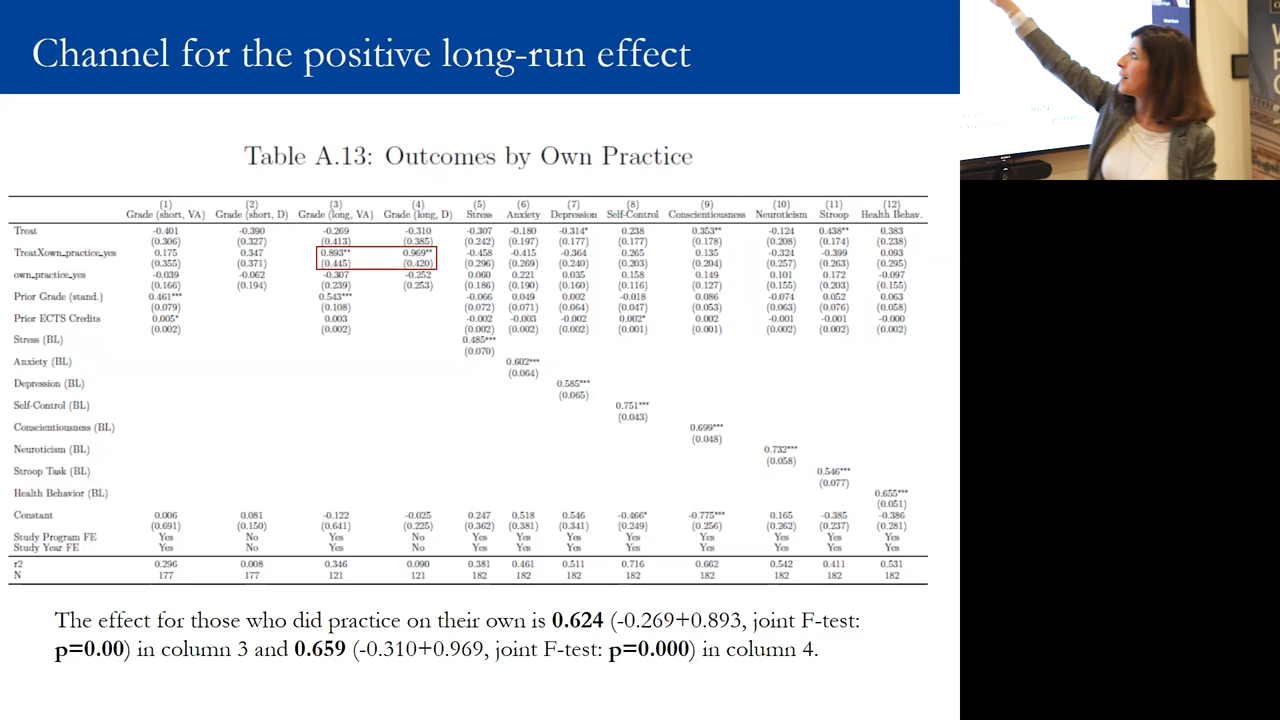 Channel for the positive long-run effect
Table A.13: Outcomes by Own Practice
(1) (2) (3) (4) (5) (6) (7) (8) (9) (10) (11) (12)
Grade (short, VA) Grade (short, D) Grade (long, VA) Grade (long, D) Stress Anxiety Depression Self-Control Conscientiousness Neuroticism Stroop Health Behav.
Treat -0.401 -0.390 -0.269 -0.310 -0.307 -0.180 -0.314* 0.238 0.353** -0.124 0.438** 0.383
(0.306) (0.327) (0.413) (0.385) (0.242) (0.197) (0.177) (0.177) (0.178) (0.208) (0.174) (0.238)
TreatXown_practice_yes 0.175 0.347 0.893** 0.969** -0.458 -0.415 -0.364 0.265 0.135 -0.324 -0.399 0.093
(0.355) (0.371) (0.445) (0.420) (0.296) (0.269) (0.240) (0.203) (0.204) (0.257) (0.263) (0.295)
own_practice_yes -0.039 -0.062 -0.307 -0.252 0.060 0.221 0.035 0.158 0.149 0.101 0.172 -0.097
(0.166) (0.194) (0.239) (0.253) (0.186) (0.190) (0.160) (0.116) (0.127) (0.155) (0.203) (0.155)
Prior Grade (stand.) 0.461*** 0.543*** -0.066 0.049 0.002 -0.018 0.086 -0.074 0.052 0.063
(0.079) (0.108) (0.072) (0.071) (0.064) (0.047) (0.053) (0.063) (0.076) (0.058)
Prior ECTS Credits 0.005* 0.003 -0.002 -0.003 -0.002 0.002* 0.002 -0.001 -0.001 -0.000
(0.002) (0.002) (0.002) (0.002) (0.002) (0.001) (0.001) (0.002) (0.002) (0.002)
Stress (BL) 0.485***
(0.070)
Anxiety (BL) 0.602***
(0.064)
Depression (BL) 0.585***
(0.065)
Self-Control (BL) 0.751***
(0.043)
Conscientiousness (BL) 0.699***
(0.048)
Neuroticism (BL) 0.732***
(0.058)
Stroop Task (BL) 0.546***
(0.077)
Health Behavior (BL) 0.655***
(0.051)
Constant 0.006 0.081 -0.122 -0.025 0.247 0.518 0.546 -0.466* -0.775*** 0.165 -0.385 -0.386
(0.691) (0.150) (0.641) (0.225) (0.362) (0.381) (0.341) (0.249) (0.256) (0.262) (0.237) (0.281)
Study Program FE Yes No Yes No Yes Yes Yes Yes Yes Yes Yes Yes
Study Year FE Yes No Yes No Yes Yes Yes Yes Yes Yes Yes Yes
r2 0.296 0.008 0.346 0.090 0.381 0.461 0.511 0.716 0.662 0.542 0.411 0.531
N 177 177 121 121 182 182 182 182 182 182 182 182
The effect for those who did practice on their own is 0.624 (-0.269+0.893, joint F-test:
p=0.00) in column 3 and 0.659 (-0.310+0.969, joint F-test: p=0.000) in column 4.